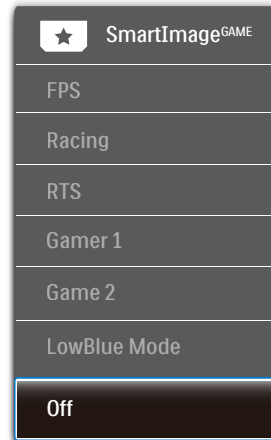 SmartImageGAME
FPS
Racing
RTS
Gamer 1
Game 2
LowBlue Mode
Off